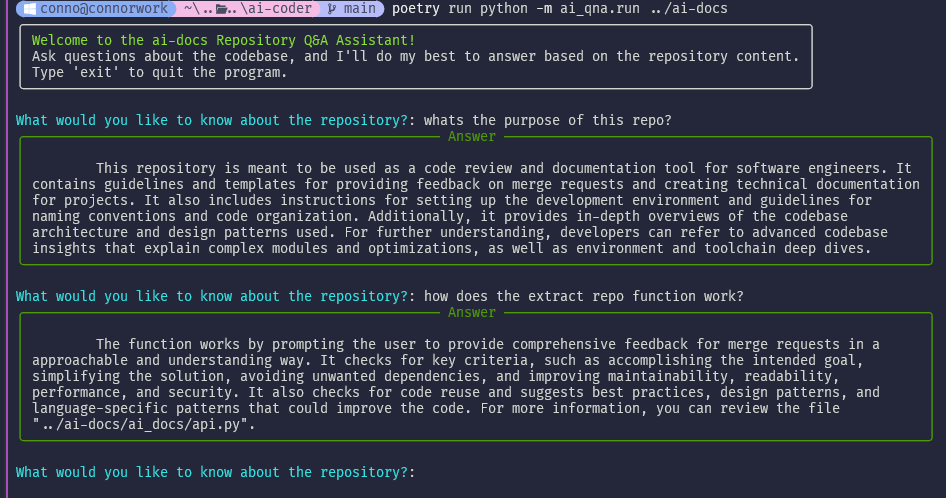 conno@connorwork ~\..\ai-coder main poetry run python -m ai_qna.run ../ai-docs
Welcome to the ai-docs Repository Q&A Assistant!
Ask questions about the codebase, and I'll do my best to answer based on the repository content.
Type 'exit' to quit the program.
What would you like to know about the repository?: whats the purpose of this repo?
Answer
This repository is meant to be used as a code review and documentation tool for software engineers. It
contains guidelines and templates for providing feedback on merge requests and creating technical documentation
for projects. It also includes instructions for setting up the development environment and guidelines for
naming conventions and code organization. Additionally, it provides in-depth overviews of the codebase
architecture and design patterns used. For further understanding, developers can refer to advanced codebase
insights that explain complex modules and optimizations, as well as environment and toolchain deep dives.
What would you like to know about the repository?: how does the extract repo function work?
Answer
The function works by prompting the user to provide comprehensive feedback for merge requests in a
approachable and understanding way. It checks for key criteria, such as accomplishing the intended goal,
simplifying the solution, avoiding unwanted dependencies, and improving maintainability, readability,
performance, and security. It also checks for code reuse and suggests best practices, design patterns, and
language-specific patterns that could improve the code. For more information, you can review the file
"../ai-docs/ai_docs/api.py".
What would you like to know about the repository?: